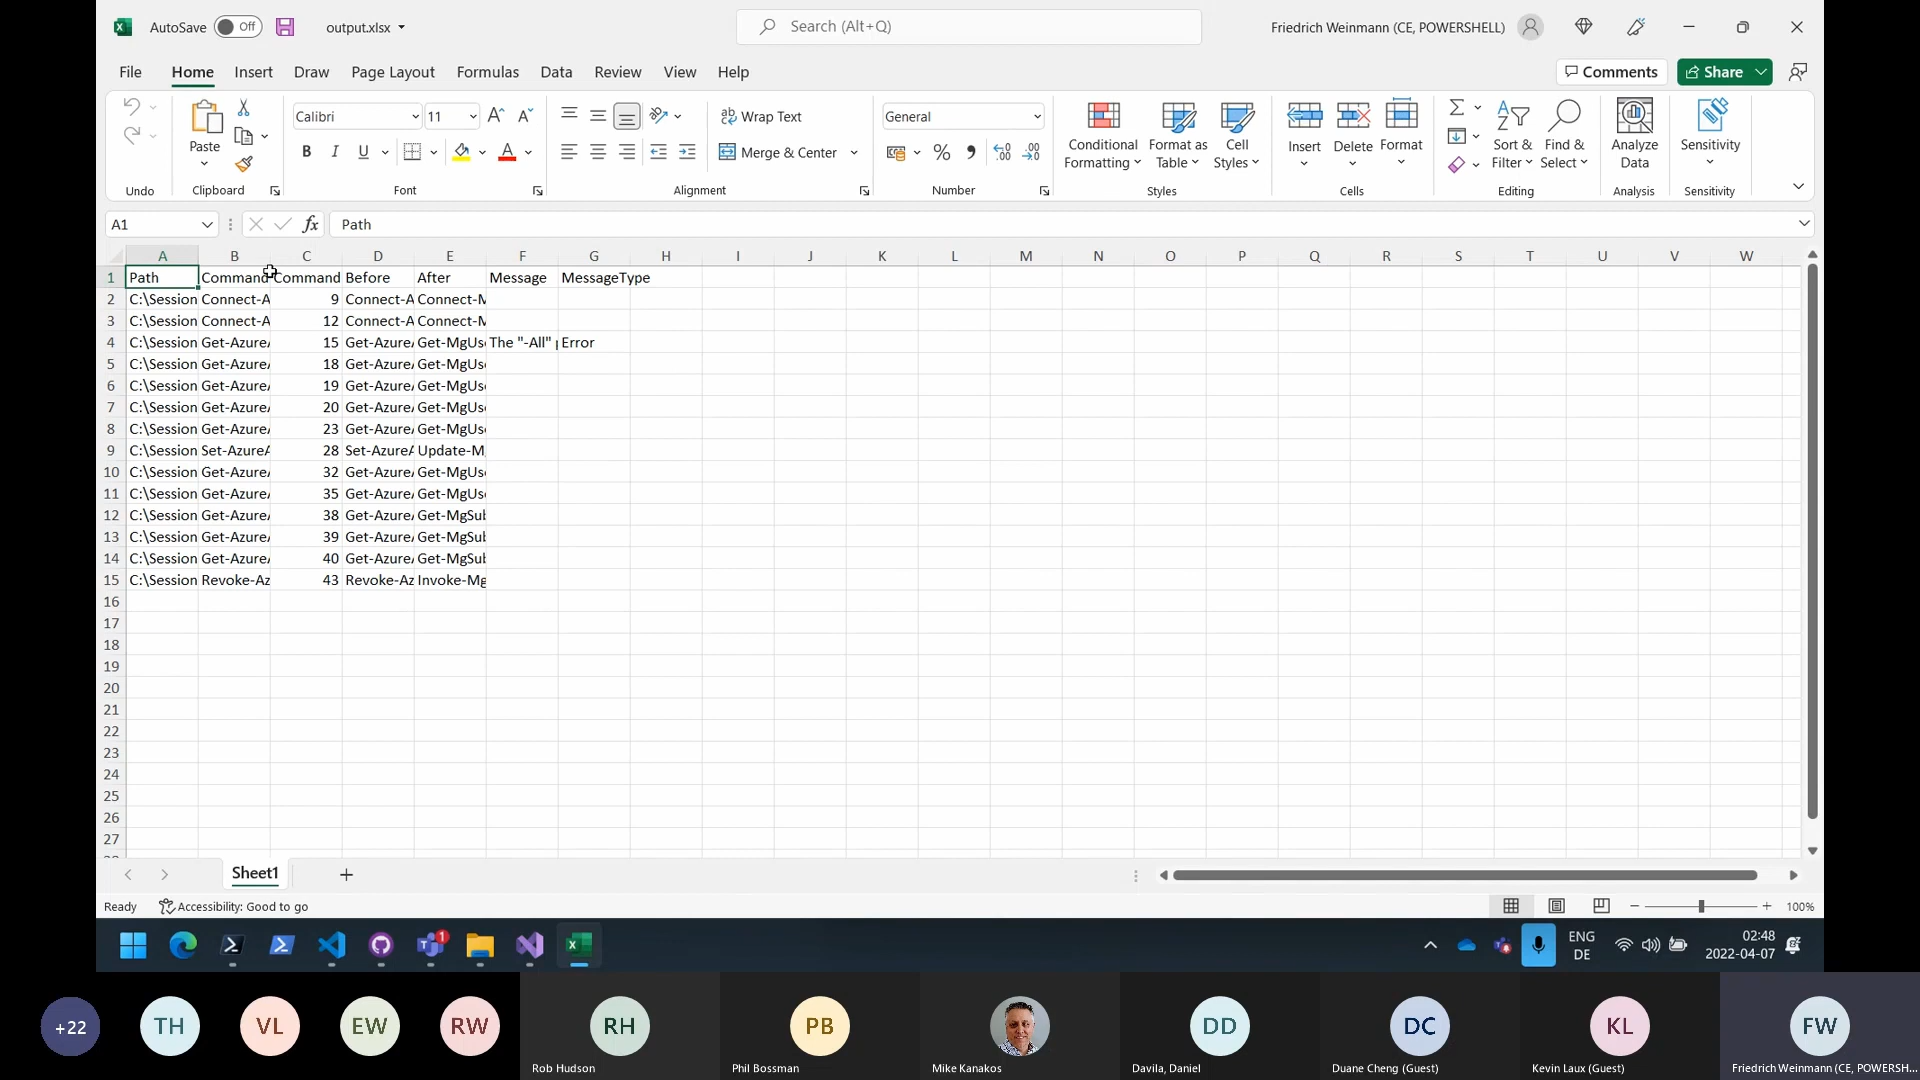 AutoSave Off output.xlsx Search (Alt+Q) Friedrich Weinmann (CE, POWERSHELL)
File Home Insert Draw Page Layout Formulas Data Review View Help Comments Share
Paste Calibri 11 Wrap Text General Conditional Formatting Format as Table Cell Styles Insert Delete Format Sort & Filter Find & Select Analyze Data Sensitivity
B I U Merge & Center %
Undo Clipboard Font Alignment Number Styles Cells Editing Analysis Sensitivity
A1 fx Path
A B C D E F G H I J K L M N O P Q R S T U V W
1 Path Command Command Before After Message MessageType
2 C:\Session Connect-A 9 Connect-A Connect-M
3 C:\Session Connect-A 12 Connect-A Connect-M
4 C:\Session Get-Azure 15 Get-Azure Get-MgUs The "-All" Error
5 C:\Session Get-Azure 18 Get-Azure Get-MgUs
6 C:\Session Get-Azure 19 Get-Azure Get-MgUs
7 C:\Session Get-Azure 20 Get-Azure Get-MgUs
8 C:\Session Get-Azure 23 Get-Azure Get-MgUs
9 C:\Session Set-Azure 28 Set-Azure Update-M
10 C:\Session Get-Azure 32 Get-Azure Get-MgUs
11 C:\Session Get-Azure 35 Get-Azure Get-MgUs
12 C:\Session Get-Azure 38 Get-Azure Get-MgSub
13 C:\Session Get-Azure 39 Get-Azure Get-MgSub
14 C:\Session Get-Azure 40 Get-Azure Get-MgSub
15 C:\Session Revoke-Az 43 Revoke-Az Invoke-Mg
16
17
18
19
20
21
22
23
24
25
26
27
Sheet1
Ready Accessibility: Good to go 100%
1 ENG 02:48
DE 2022-04-07
+22 TH VL EW RW RH PB DD DC KL FW
Rob Hudson Phil Bossman Mike Kanakos Davila, Daniel Duane Cheng (Guest) Kevin Laux (Guest) Friedrich Weinmann (CE, POWERSH...